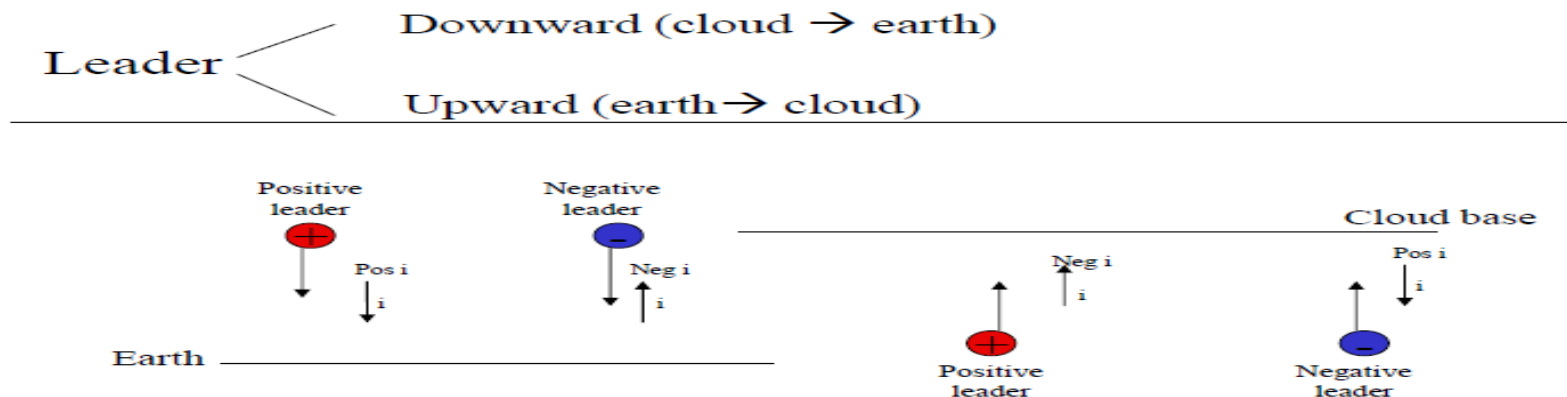 Downward (cloud → earth)
Leader
Upward (earth → cloud)
Positive
leader
+
Pos i
i
Negative
leader
-
Neg i
i
Earth
Cloud base
Neg i
i
+
Positive
leader
Pos i
i
-
Negative
leader